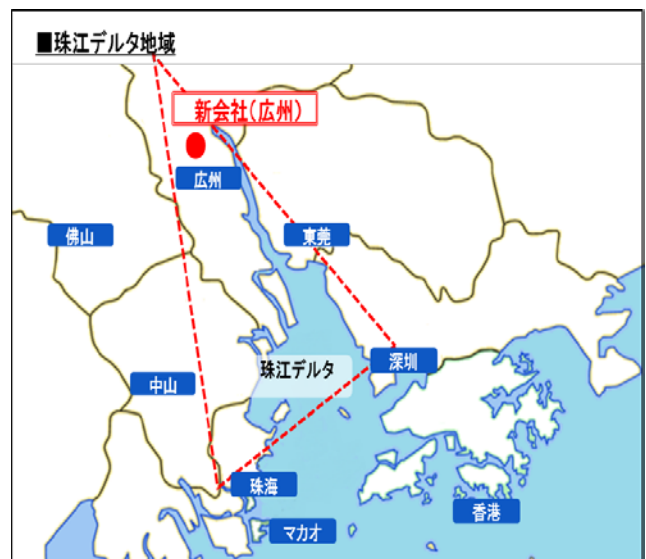 ■珠江デルタ地域
新会社(広州)
広州
佛山
東莞
珠江デルタ
深圳
中山
珠海
香港
マカオ